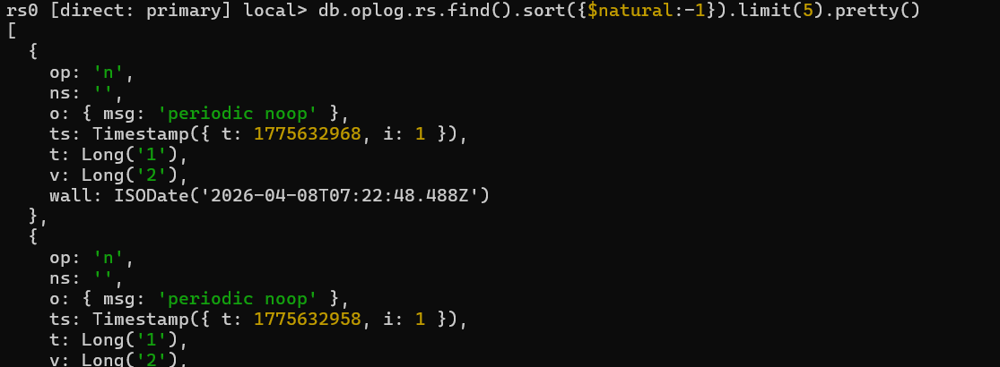 rs0 [direct: primary] local> db.oplog.rs.find().sort({$natural:-1}).limit(5).pretty()
[
  {
    op: 'n',
    ns: '',
    o: { msg: 'periodic noop' },
    ts: Timestamp({ t: 1775632968, i: 1 }),
    t: Long('1'),
    v: Long('2'),
    wall: ISODate('2026-04-08T07:22:48.488Z')
  },
  {
    op: 'n',
    ns: '',
    o: { msg: 'periodic noop' },
    ts: Timestamp({ t: 1775632958, i: 1 }),
    t: Long('1'),
    v: Long('2'),